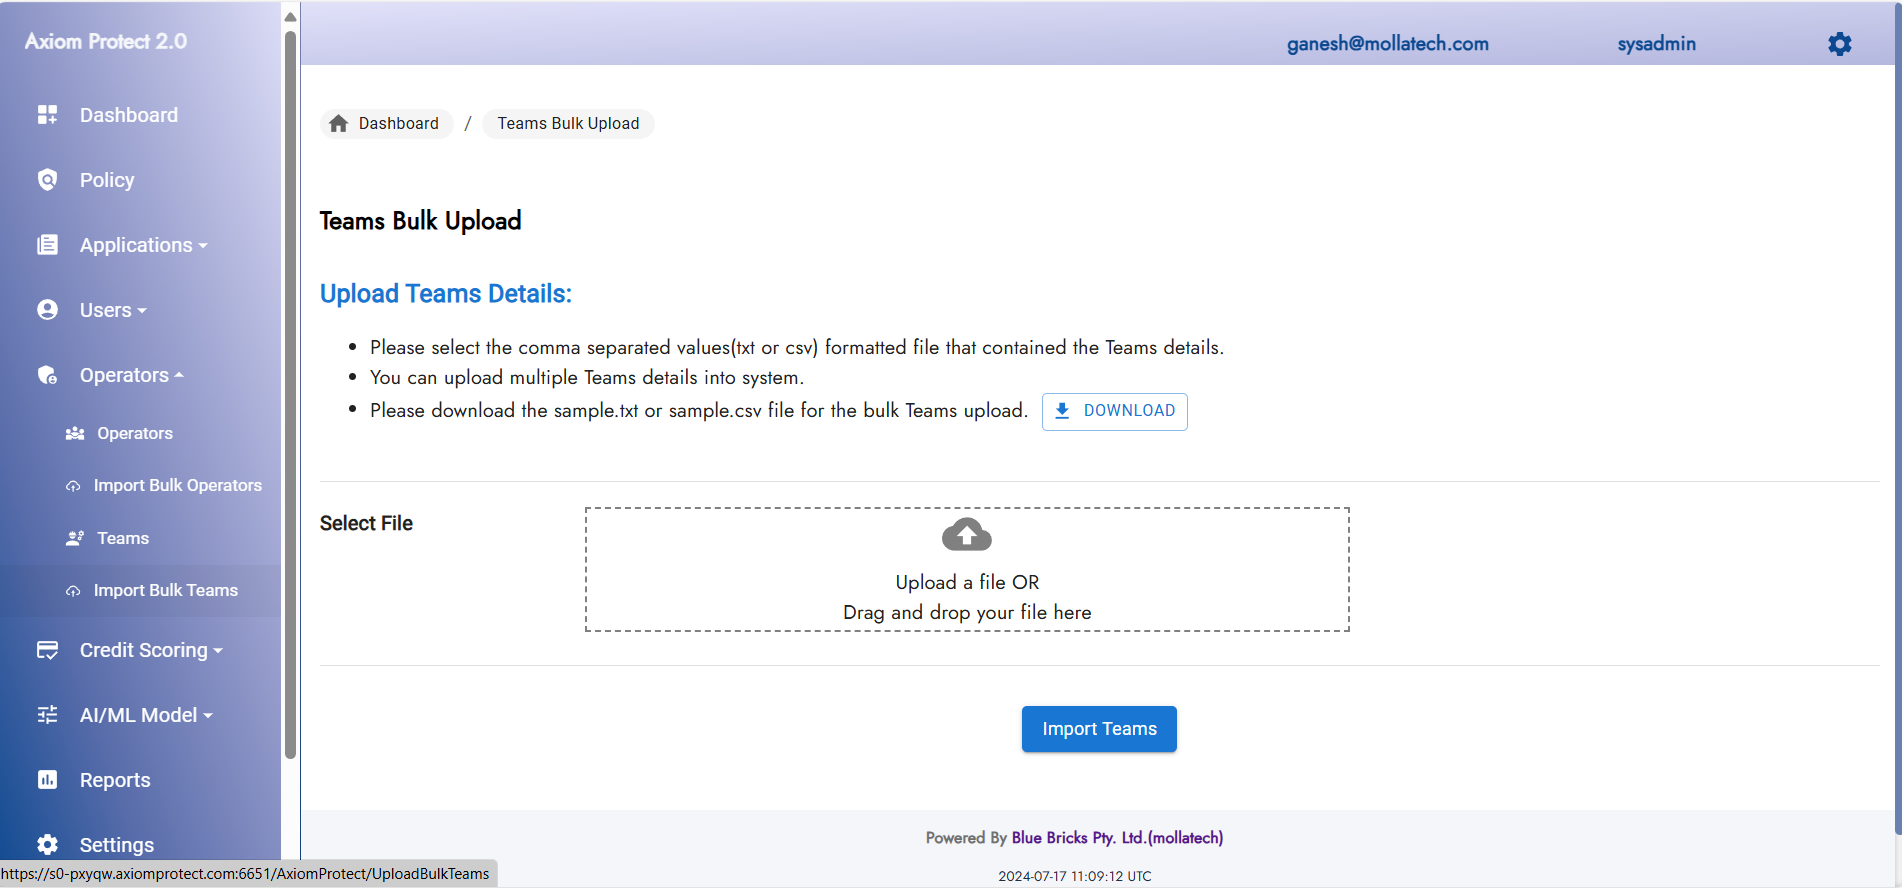 Axiom Protect 2.0
ganesh@mollatech.com sysadmin
Dashboard
Policy
Applications
Users
Operators
Operators
Import Bulk Operators
Teams
Import Bulk Teams
Credit Scoring
AI/ML Model
Reports
Settings
Dashboard / Teams Bulk Upload
Teams Bulk Upload
Upload Teams Details:
Please select the comma separated values(txt or csv) formatted file that contained the Teams details.
You can upload multiple Teams details into system.
Please download the sample.txt or sample.csv file for the bulk Teams upload. DOWNLOAD
Select File
Upload a file OR
Drag and drop your file here
Import Teams
Powered By Blue Bricks Pty. Ltd.(mollatech)
2024-07-17 11:09:12 UTC
https://s0-pxyqw.axiomprotect.com:6651/AxiomProtect/UploadBulkTeams